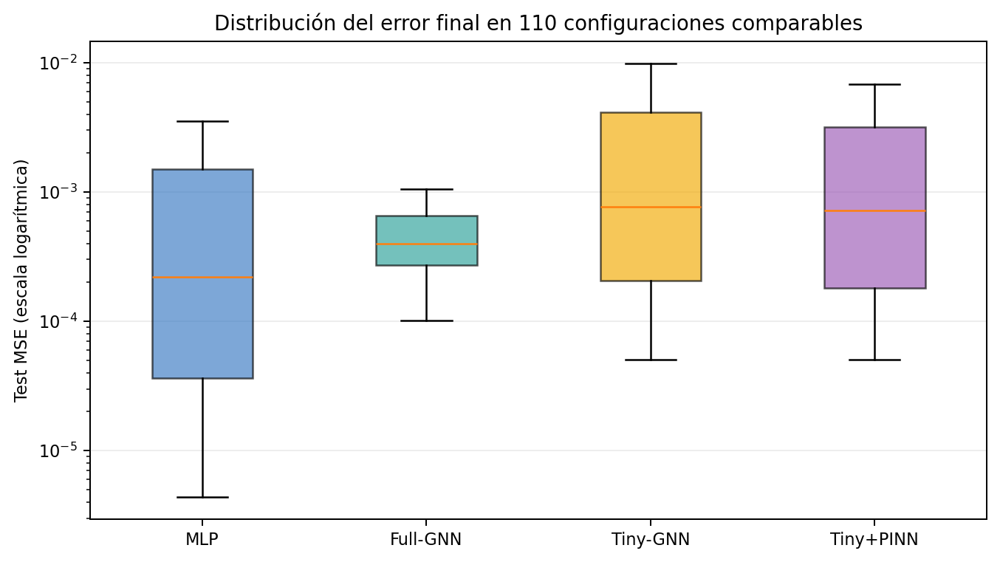 Distribución del error final en 110 configuraciones comparables
Test MSE (escala logarítmica)
10⁻²
10⁻³
10⁻⁴
10⁻⁵
MLP
Full-GNN
Tiny-GNN
Tiny+PINN